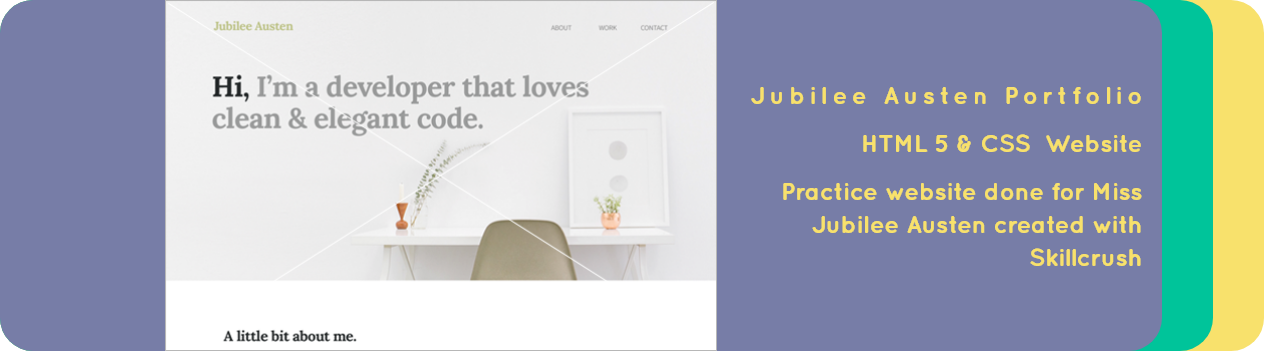 Jubilee Austen
ABOUT WORK CONTACT
Hi, I'm a developer that loves
clean & elegant code.
A little bit about me.
Jubilee Austen Portfolio
HTML 5 & CSS Website
Practice website done for Miss
Jubilee Austen created with
Skillcrush